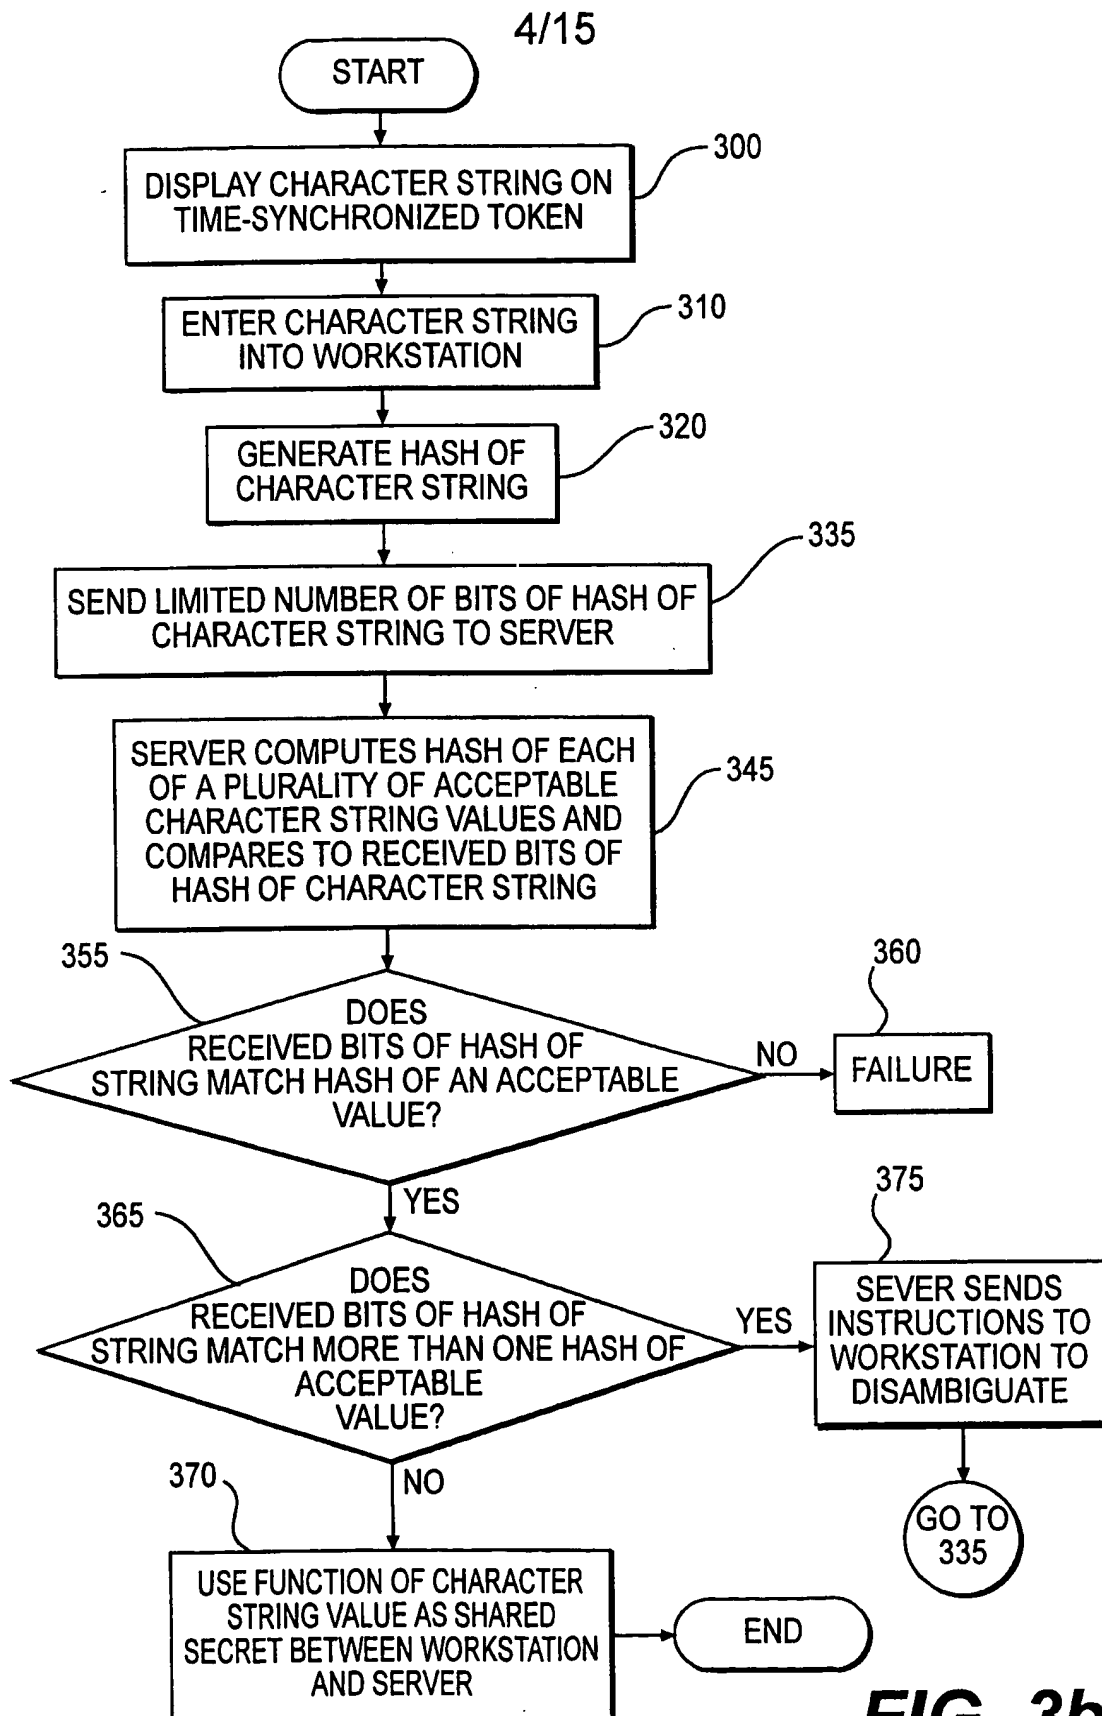 4/15
START
300
DISPLAY CHARACTER STRING ON
TIME-SYNCHRONIZED TOKEN
310
ENTER CHARACTER STRING
INTO WORKSTATION
320
GENERATE HASH OF
CHARACTER STRING
335
SEND LIMITED NUMBER OF BITS OF HASH OF
CHARACTER STRING TO SERVER
345
SERVER COMPUTES HASH OF EACH
OF A PLURALITY OF ACCEPTABLE
CHARACTER STRING VALUES AND
COMPARES TO RECEIVED BITS OF
HASH OF CHARACTER STRING
355
DOES
RECEIVED BITS OF HASH OF
STRING MATCH HASH OF AN ACCEPTABLE
VALUE?
NO
360
FAILURE
YES
365
DOES
RECEIVED BITS OF HASH OF
STRING MATCH MORE THAN ONE HASH OF
ACCEPTABLE
VALUE?
YES
375
SEVER SENDS
INSTRUCTIONS TO
WORKSTATION TO
DISAMBIGUATE
GO TO
335
NO
370
USE FUNCTION OF CHARACTER
STRING VALUE AS SHARED
SECRET BETWEEN WORKSTATION
AND SERVER
END
FIG. 3b